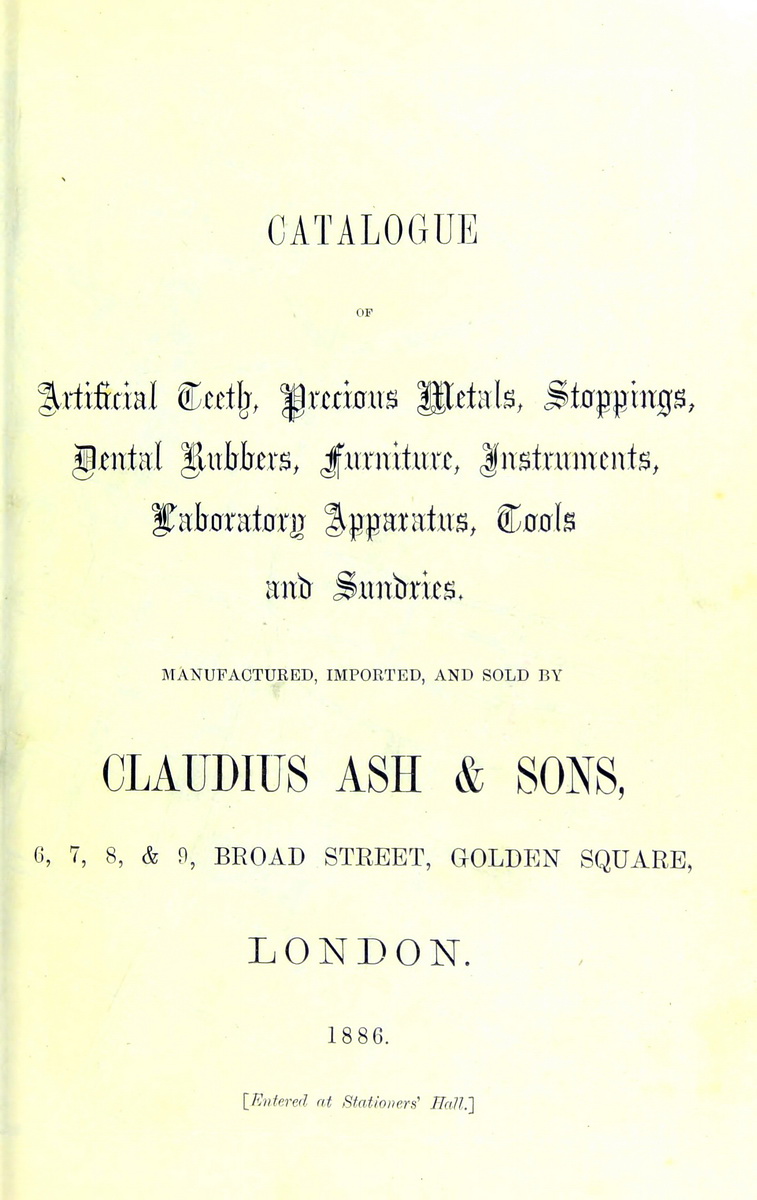 CATALOGUE
OF
Artificial Teeth, Precious Metals, Stoppings,
Dental Rubbers, Furniture, Instruments,
Laboratory Apparatus, Tools
and Sundries.
MANUFACTURED, IMPORTED, AND SOLD BY
CLAUDIUS ASH & SONS,
6, 7, 8, & 9, BROAD STREET, GOLDEN SQUARE,
LONDON.
1886.
[Entered at Stationers' Hall.]